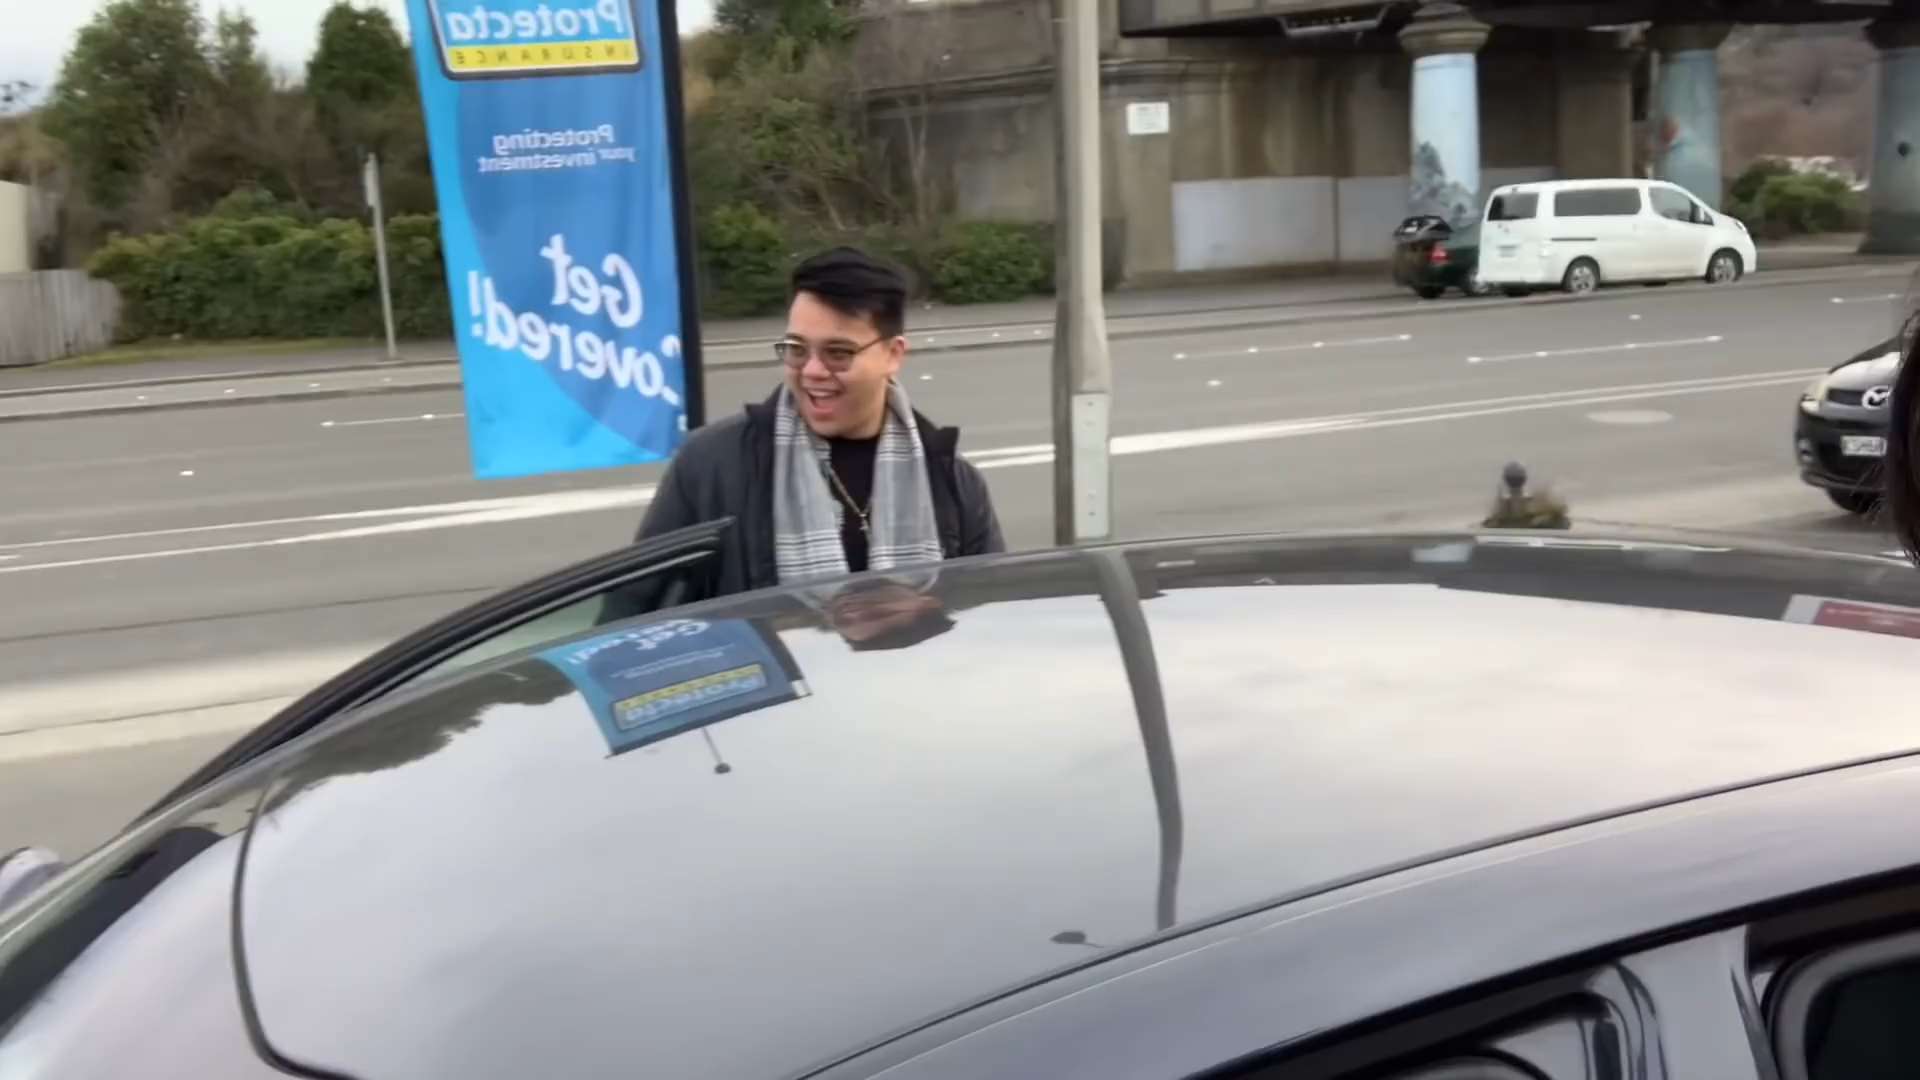 Protecta
INSURANCE
Protecting
your investment
Get
Covered!